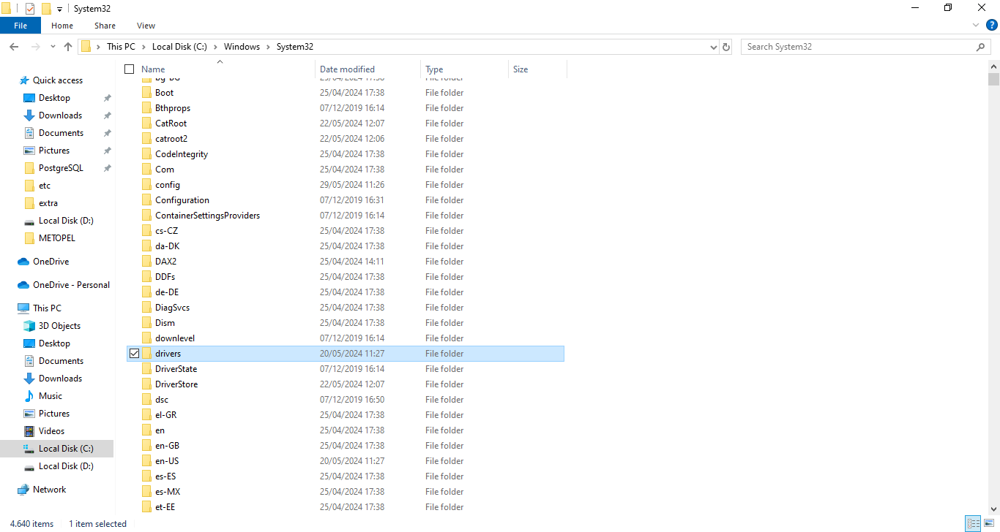 System32
File Home Share View
This PC Local Disk (C:) Windows System32
Search System32
Name Date modified Type Size
bg-BG 25/04/2024 17:38 File folder
Boot 25/04/2024 17:38 File folder
Bthprops 07/12/2019 16:14 File folder
CatRoot 22/05/2024 12:07 File folder
catroot2 22/05/2024 12:06 File folder
CodeIntegrity 25/04/2024 17:38 File folder
Com 25/04/2024 17:38 File folder
config 29/05/2024 11:26 File folder
Configuration 07/12/2019 16:31 File folder
ContainerSettingsProviders 07/12/2019 16:14 File folder
cs-CZ 25/04/2024 17:38 File folder
da-DK 25/04/2024 17:38 File folder
DAX2 25/04/2024 14:11 File folder
DDFs 25/04/2024 17:38 File folder
de-DE 25/04/2024 17:38 File folder
DiagSvcs 25/04/2024 17:38 File folder
Dism 25/04/2024 17:38 File folder
downlevel 07/12/2019 16:14 File folder
drivers 20/05/2024 11:27 File folder
DriverState 07/12/2019 16:14 File folder
DriverStore 22/05/2024 12:07 File folder
dsc 07/12/2019 16:50 File folder
el-GR 25/04/2024 17:38 File folder
en 25/04/2024 17:38 File folder
en-GB 25/04/2024 17:38 File folder
en-US 20/05/2024 11:27 File folder
es-ES 25/04/2024 17:38 File folder
es-MX 25/04/2024 17:38 File folder
et-EE 25/04/2024 17:38 File folder
Quick access
Desktop
Downloads
Documents
Pictures
PostgreSQL
etc
extra
Local Disk (D:)
METOPEL
OneDrive
OneDrive - Personal
This PC
3D Objects
Desktop
Documents
Downloads
Music
Pictures
Videos
Local Disk (C:)
Local Disk (D:)
Network
4.640 items 1 item selected